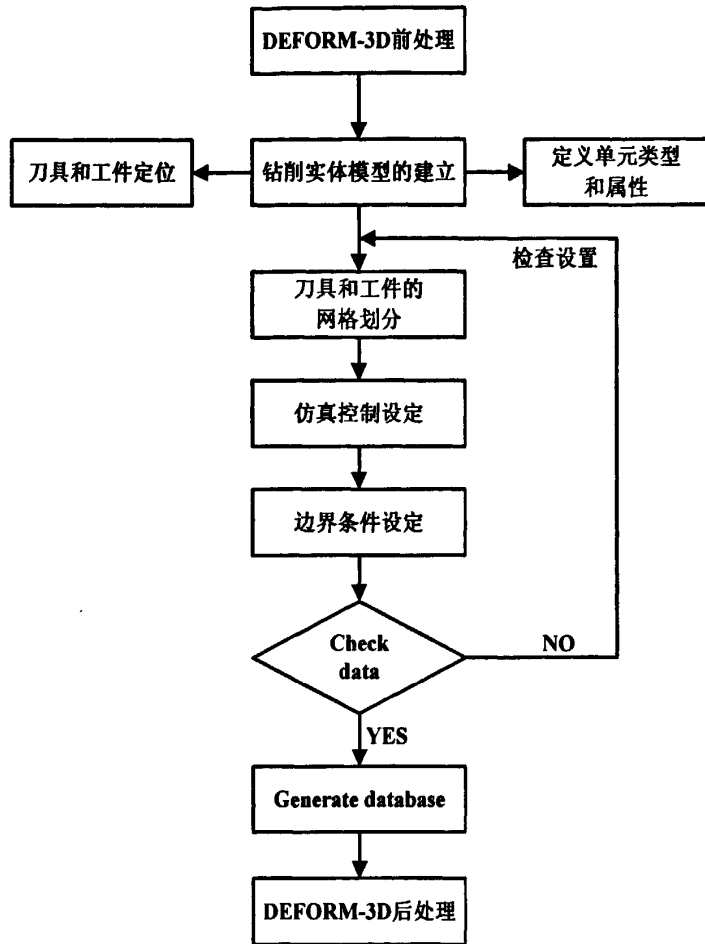 DEFORM-3D前处理
刀具和工件定位
钻削实体模型的建立
定义单元类型
和属性
检查设置
刀具和工件的
网格划分
仿真控制设定
边界条件设定
Check
data
NO
YES
Generate database
DEFORM-3D后处理